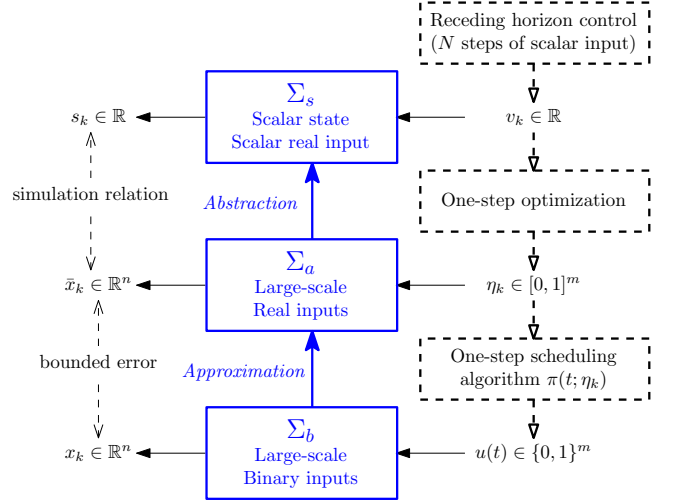 Receding horizon control
(N steps of scalar input)
Σ_s
Scalar state
Scalar real input
s_k ∈ ℝ
v_k ∈ ℝ
simulation relation
Abstraction
One-step optimization
Σ_a
Large-scale
Real inputs
x̄_k ∈ ℝⁿ
η_k ∈ [0, 1]ᵐ
bounded error
Approximation
One-step scheduling
algorithm π(t; η_k)
Σ_b
Large-scale
Binary inputs
x_k ∈ ℝⁿ
u(t) ∈ {0, 1}ᵐ